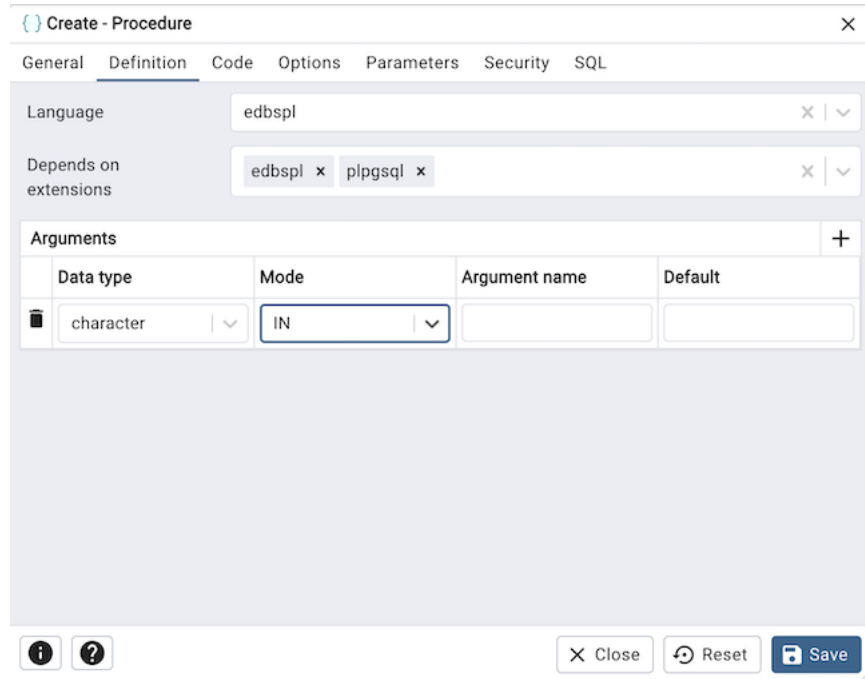 { } Create - Procedure
General Definition Code Options Parameters Security SQL
Language edbspl
Depends on extensions edbspl × plpgsql ×
Arguments
Data type Mode Argument name Default
character IN
Close Reset Save